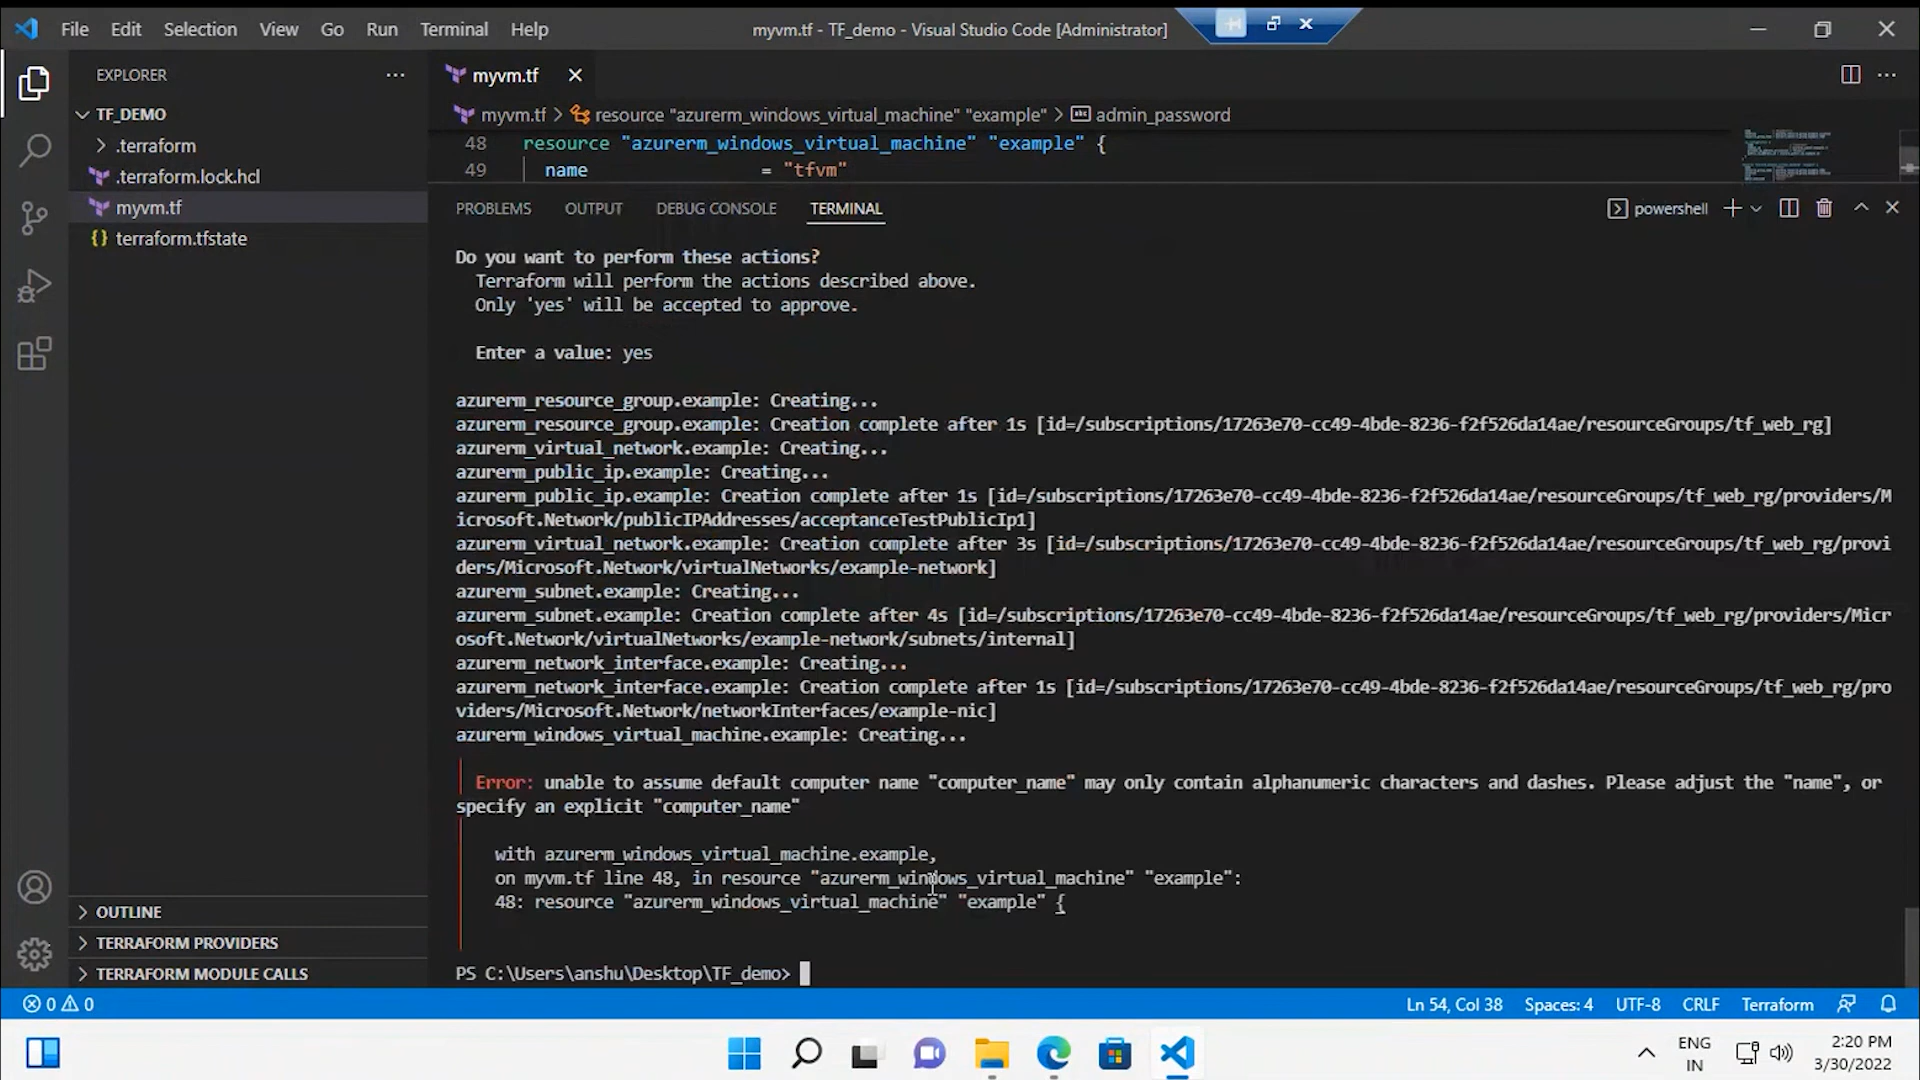 File Edit Selection View Go Run Terminal Help
myvm.tf - TF_demo - Visual Studio Code [Administrator]
EXPLORER
TF_DEMO
.terraform
.terraform.lock.hcl
myvm.tf
{} terraform.tfstate
OUTLINE
TERRAFORM PROVIDERS
TERRAFORM MODULE CALLS
myvm.tf
myvm.tf > resource "azurerm_windows_virtual_machine" "example" > abc admin_password
48 resource "azurerm_windows_virtual_machine" "example" {
49 name = "tfvm"
PROBLEMS OUTPUT DEBUG CONSOLE TERMINAL
powershell
Do you want to perform these actions?
Terraform will perform the actions described above.
Only 'yes' will be accepted to approve.
Enter a value: yes
azurerm_resource_group.example: Creating...
azurerm_resource_group.example: Creation complete after 1s [id=/subscriptions/17263e70-cc49-4bde-8236-f2f526da14ae/resourceGroups/tf_web_rg]
azurerm_virtual_network.example: Creating...
azurerm_public_ip.example: Creating...
azurerm_public_ip.example: Creation complete after 1s [id=/subscriptions/17263e70-cc49-4bde-8236-f2f526da14ae/resourceGroups/tf_web_rg/providers/M
icrosoft.Network/publicIPAddresses/acceptanceTestPublicIp1]
azurerm_virtual_network.example: Creation complete after 3s [id=/subscriptions/17263e70-cc49-4bde-8236-f2f526da14ae/resourceGroups/tf_web_rg/provi
ders/Microsoft.Network/virtualNetworks/example-network]
azurerm_subnet.example: Creating...
azurerm_subnet.example: Creation complete after 4s [id=/subscriptions/17263e70-cc49-4bde-8236-f2f526da14ae/resourceGroups/tf_web_rg/providers/Micr
osoft.Network/virtualNetworks/example-network/subnets/internal]
azurerm_network_interface.example: Creating...
azurerm_network_interface.example: Creation complete after 1s [id=/subscriptions/17263e70-cc49-4bde-8236-f2f526da14ae/resourceGroups/tf_web_rg/pro
viders/Microsoft.Network/networkInterfaces/example-nic]
azurerm_windows_virtual_machine.example: Creating...
Error: unable to assume default computer name "computer_name" may only contain alphanumeric characters and dashes. Please adjust the "name", or
specify an explicit "computer_name"
with azurerm_windows_virtual_machine.example,
on myvm.tf line 48, in resource "azurerm_windows_virtual_machine" "example":
48: resource "azurerm_windows_virtual_machine" "example" {
PS C:\Users\anshu\Desktop\TF_demo>
0 0
Ln 54, Col 38 Spaces: 4 UTF-8 CRLF Terraform
ENG
IN
2:20 PM
3/30/2022